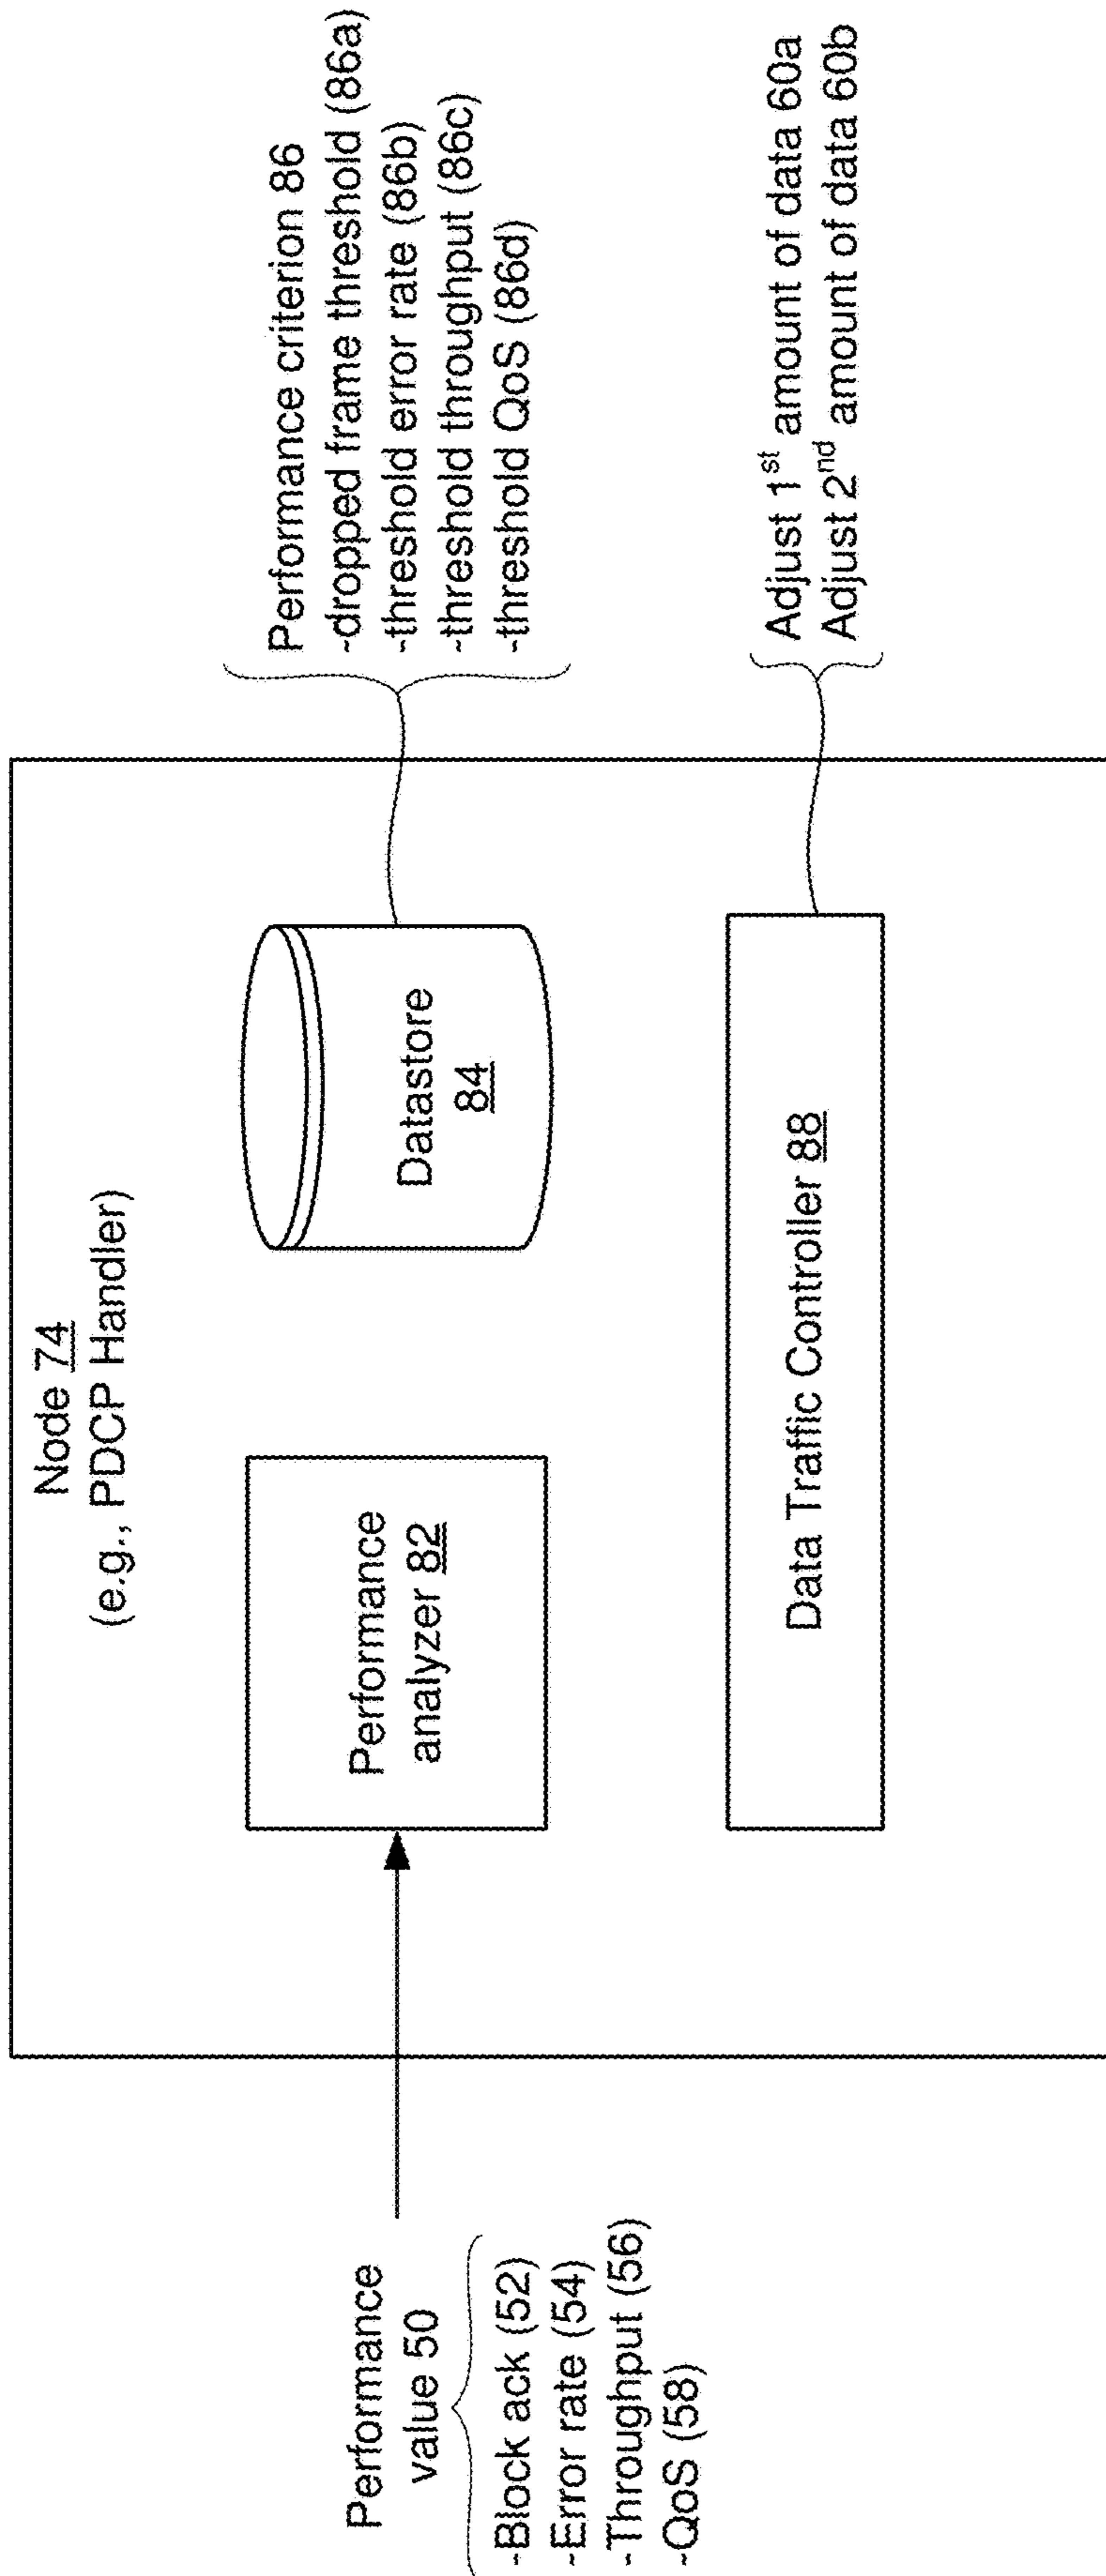 Node 74
(e.g., PDCP Handler)
Performance
value 50
-Block ack (52)
-Error rate (54)
-Throughput (56)
-QoS (58)
Performance
analyzer 82
Datastore
84
Performance criterion 86
-dropped frame threshold (86a)
-threshold error rate (86b)
-threshold throughput (86c)
-threshold QoS (86d)
Data Traffic Controller 88
Adjust 1st amount of data 60a
Adjust 2nd amount of data 60b